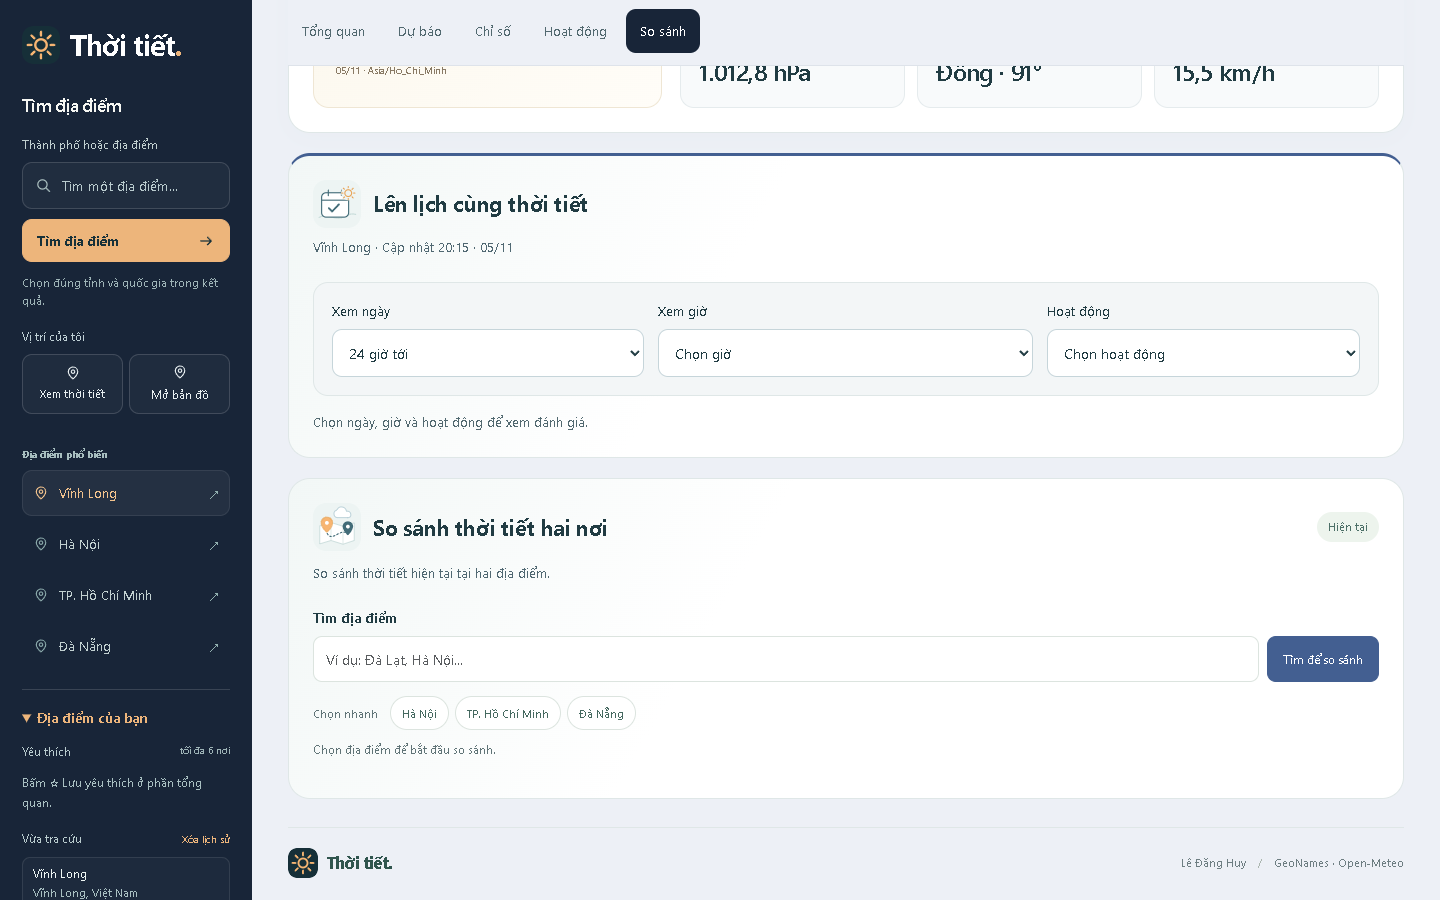 Thời tiết.
Tìm địa điểm
Thành phố hoặc địa điểm
Tìm một địa điểm...
Tìm địa điểm →
Chọn đúng tỉnh và quốc gia trong kết
quả.
Vị trí của tôi
Xem thời tiết
Mở bản đồ
Địa điểm phổ biến
Vĩnh Long ↗
Hà Nội ↗
TP. Hồ Chí Minh ↗
Đà Nẵng ↗
▼ Địa điểm của bạn
Yêu thích tối đa 6 nơi
Bấm ☆ Lưu yêu thích ở phần tổng
quan.
Vừa tra cứu Xóa lịch sử
Vĩnh Long
Vĩnh Long, Việt Nam
Tổng quan Dự báo Chỉ số Hoạt động So sánh
05/11 · Asia/Ho_Chi_Minh
1.012,8 hPa
Đông · 91°
15,5 km/h
Lên lịch cùng thời tiết
Vĩnh Long · Cập nhật 20:15 · 05/11
Xem ngày
24 giờ tới
Xem giờ
Chọn giờ
Hoạt động
Chọn hoạt động
Chọn ngày, giờ và hoạt động để xem đánh giá.
So sánh thời tiết hai nơi
Hiện tại
So sánh thời tiết hiện tại tại hai địa điểm.
Tìm địa điểm
Ví dụ: Đà Lạt, Hà Nội...
Tìm để so sánh
Chọn nhanh Hà Nội TP. Hồ Chí Minh Đà Nẵng
Chọn địa điểm để bắt đầu so sánh.
Thời tiết.
Lê Đăng Huy / GeoNames · Open-Meteo